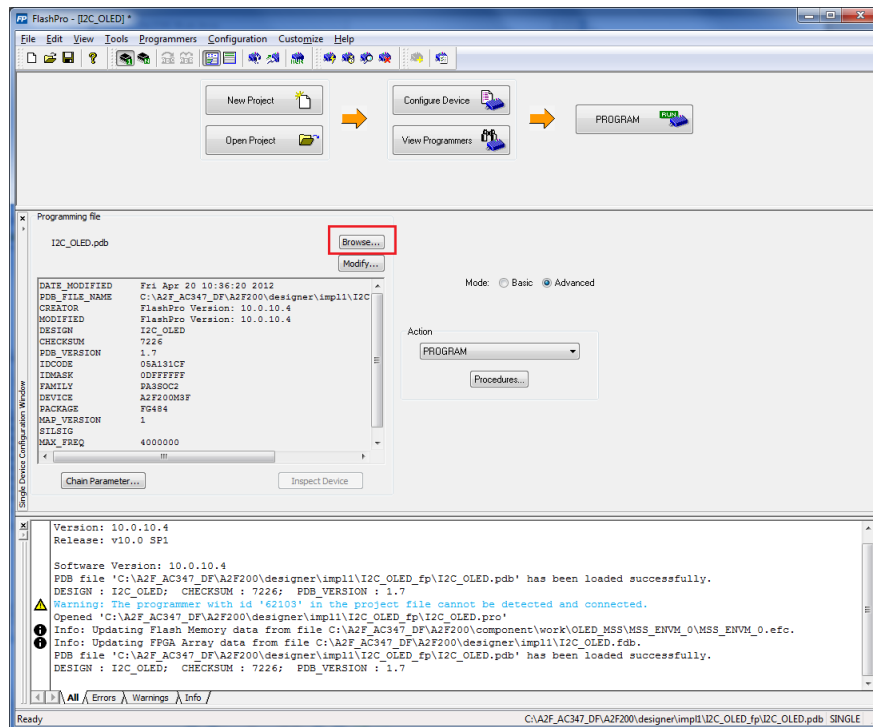 FlashPro - [I2C_OLED] *
File Edit View Tools Programmers Configuration Customize Help
New Project
Configure Device
PROGRAM
RUN
Open Project
View Programmers
Programming file
I2C_OLED.pdb
Browse...
Modify...
Mode: Basic Advanced
DATE_MODIFIED Fri Apr 20 10:36:20 2012
PDB_FILE_NAME C:\A2F_AC347_DF\A2F200\designer\impl1\I2C
CREATOR FlashPro Version: 10.0.10.4
MODIFIED FlashPro Version: 10.0.10.4
DESIGN I2C_OLED
CHECKSUM 7226
PDB_VERSION 1.7
IDCODE 05A131CF
IDMASK 0DFFFFFF
FAMILY PA3SOC2
DEVICE A2F200M3F
PACKAGE FG484
MAP_VERSION 1
SILSIG
MAX_FREQ 4000000
Action
PROGRAM
Procedures...
Chain Parameter...
Inspect Device
Single Device Configuration Window
Version: 10.0.10.4
Release: v10.0 SP1
Software Version: 10.0.10.4
PDB file 'C:\A2F_AC347_DF\A2F200\designer\impl1\I2C_OLED_fp\I2C_OLED.pdb' has been loaded successfully.
DESIGN : I2C_OLED; CHECKSUM : 7226; PDB_VERSION : 1.7
Warning: The programmer with id '62103' in the project file cannot be detected and connected.
Opened 'C:\A2F_AC347_DF\A2F200\designer\impl1\I2C_OLED_fp\I2C_OLED.pro'
Info: Updating Flash Memory data from file C:\A2F_AC347_DF\A2F200\component\work\OLED_MSS\MSS_ENVM_0\MSS_ENVM_0.efc.
Info: Updating FPGA Array data from file C:\A2F_AC347_DF\A2F200\designer\impl1\I2C_OLED.fdb.
PDB file 'C:\A2F_AC347_DF\A2F200\designer\impl1\I2C_OLED_fp\I2C_OLED.pdb' has been loaded successfully.
DESIGN : I2C_OLED; CHECKSUM : 7226; PDB_VERSION : 1.7
All Errors Warnings Info
Ready C:\A2F_AC347_DF\A2F200\designer\impl1\I2C_OLED_fp\I2C_OLED.pdb SINGLE